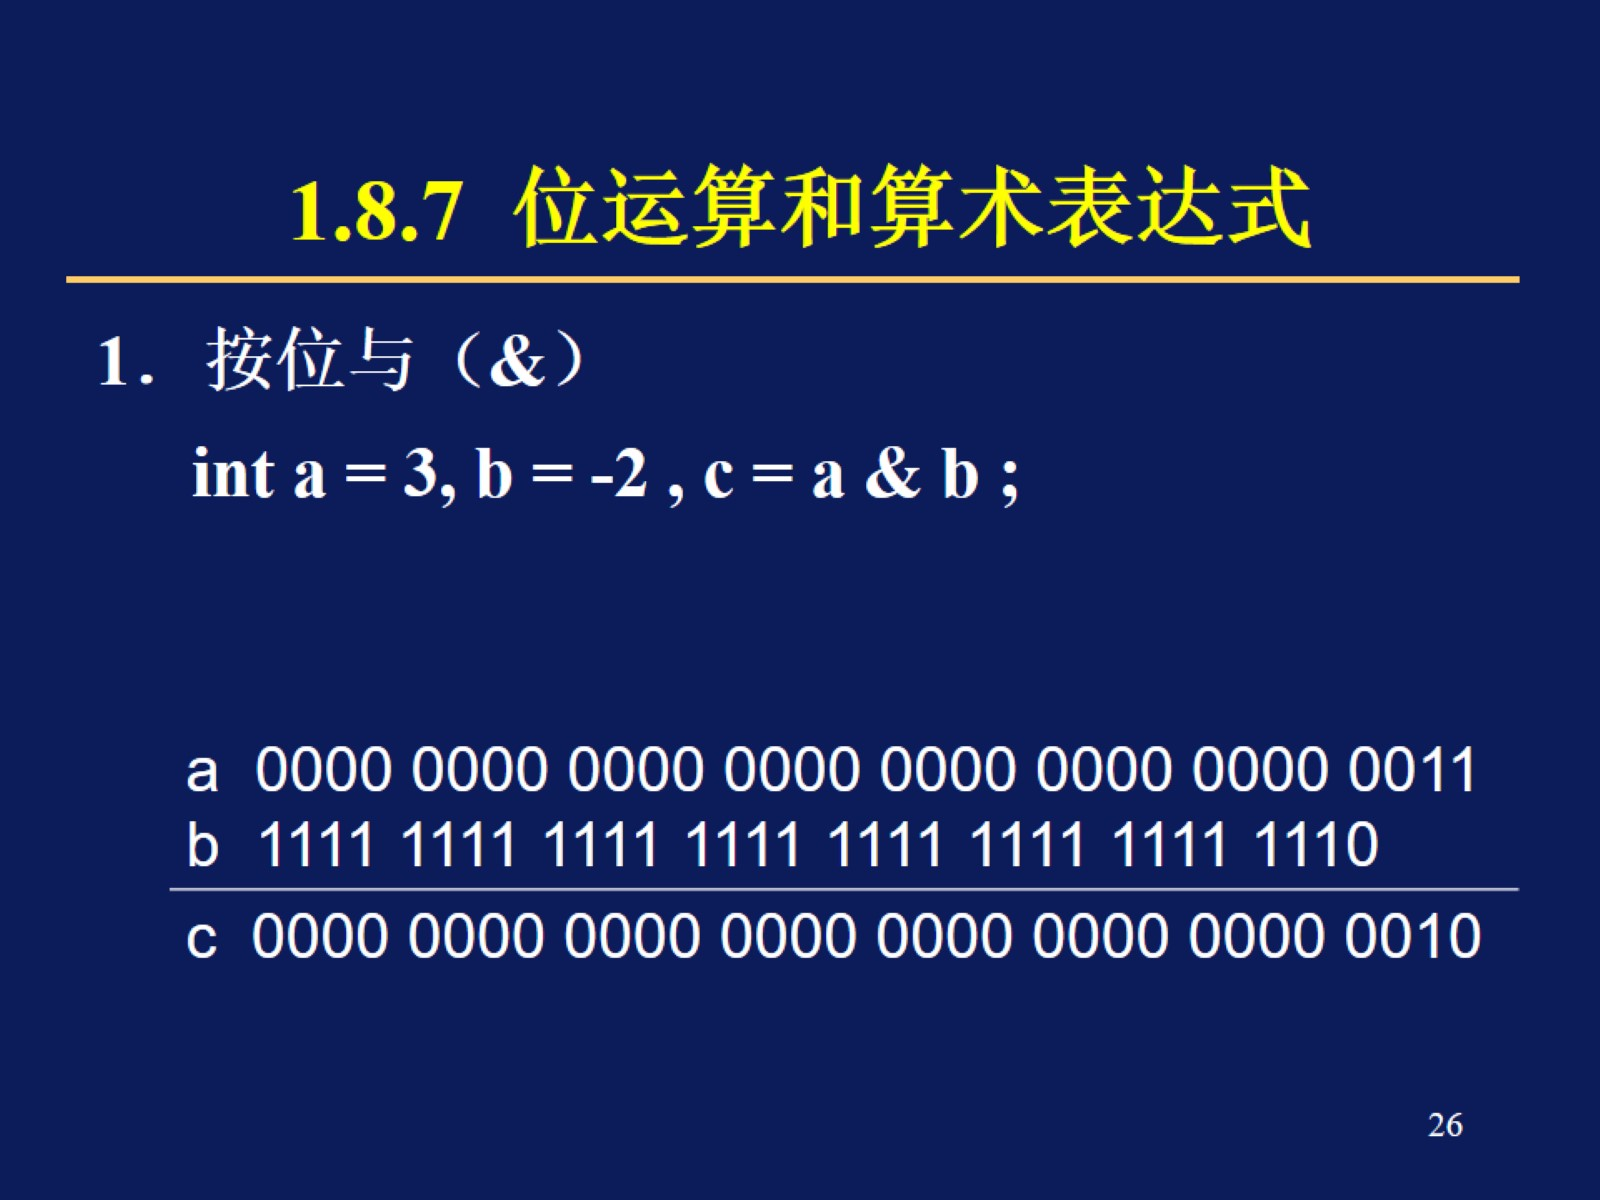 1.8.7 位运算和算术表达式
1. 按位与（&）
int a = 3, b = -2 , c = a & b ;
a 0000 0000 0000 0000 0000 0000 0000 0011
b 1111 1111 1111 1111 1111 1111 1111 1110
c 0000 0000 0000 0000 0000 0000 0000 0010
26